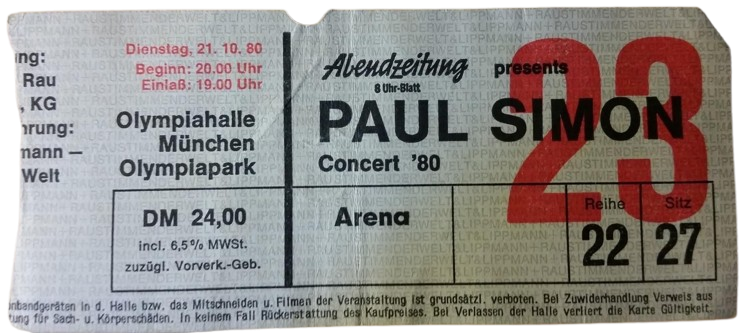 ng:
Rau
, KG
hrung:
mann —
Welt
Dienstag, 21. 10. 80
Beginn: 20.00 Uhr
Einlaß: 19.00 Uhr
Olympiahalle
München
Olympiapark
DM 24,00
incl. 6,5% MWSt.
zuzügl. Vorverk.-Geb.
Abendzeitung presents
8 Uhr-Blatt
PAUL SIMON
Concert '80
23
Arena
Reihe
22
Sitz
27
nbandgeräten in d. Halle bzw. das Mitschneiden u. Filmen der Veranstaltung ist grundsätzl. verboten. Bei Zuwiderhandlung Verweis aus
tung für Sach- u. Körperschäden. In keinem Fall Rückerstattung des Kaufpreises. Bei Verlassen der Halle verliert die Karte Gültigkeit.